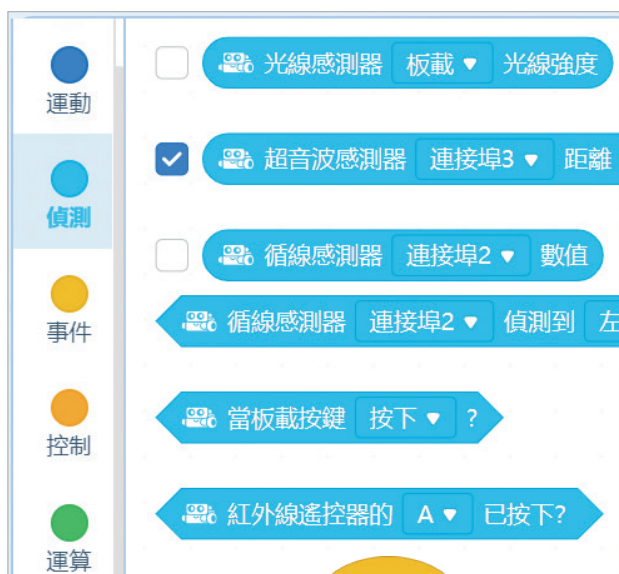 運動
偵測
事件
控制
運算
光線感測器 板載 光線強度
超音波感測器 連接埠3 距離
循線感測器 連接埠2 數值
循線感測器 連接埠2 偵測到 左
當板載按鍵 按下 ?
紅外線遙控器的 A 已按下?